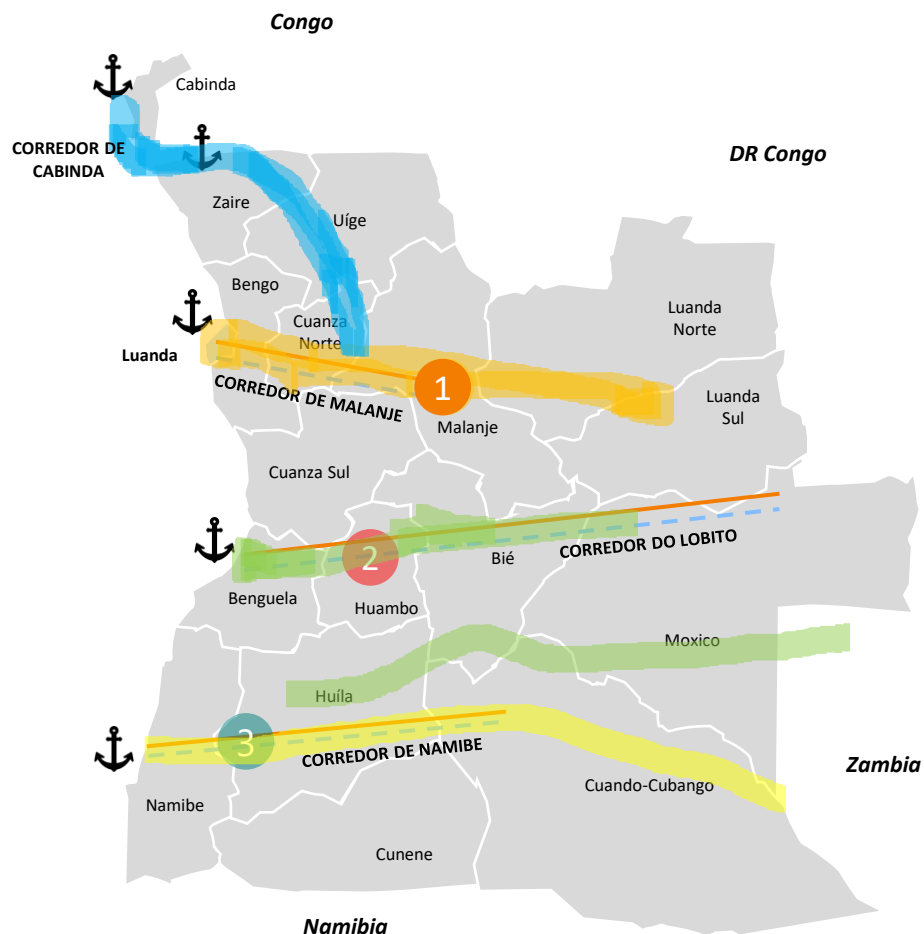 Congo
Cabinda
CORREDOR DE
CABINDA
DR Congo
Zaire
Uíge
Bengo
Luanda
Norte
Cuanza
Norte
Luanda
CORREDOR DE MALANJE
1
Luanda
Sul
Malanje
Cuanza Sul
CORREDOR DO LOBITO
2
Bié
Benguela
Huambo
Moxico
Huíla
3
CORREDOR DE NAMIBE
Zambia
Cuando-Cubango
Namibe
Cunene
Namibia